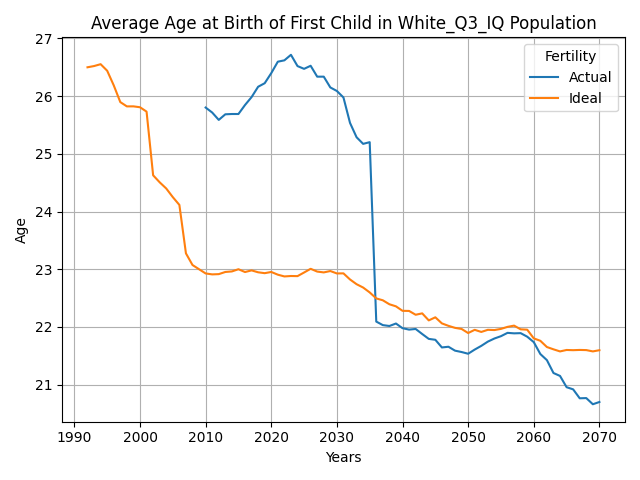 Average Age at Birth of First Child in White_Q3_IQ Population
27
26
25
24
23
22
21
Age
Fertility
Actual
Ideal
1990 2000 2010 2020 2030 2040 2050 2060 2070
Years